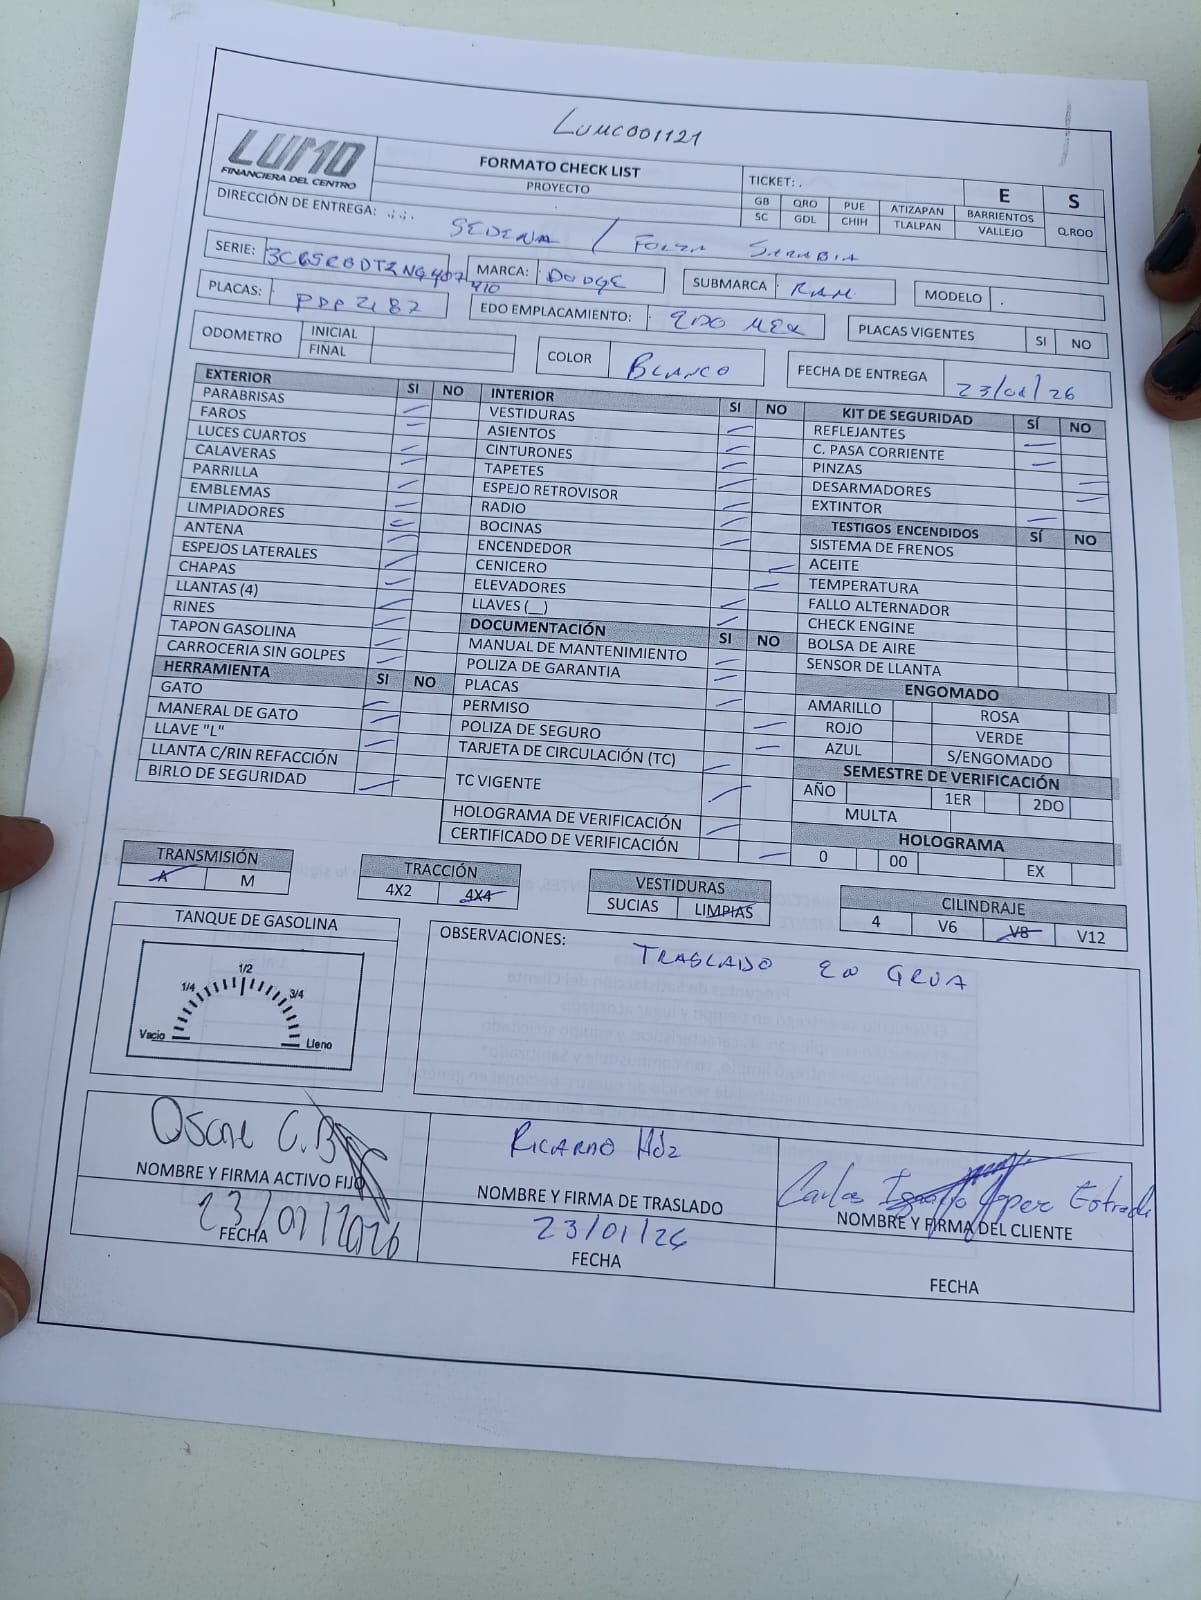 LUMC001121
LUMO
FINANCIERA DEL CENTRO
FORMATO CHECK LIST
PROYECTO
TICKET: .
E S
GB QRO PUE ATIZAPAN BARRIENTOS Q.ROO
SC GDL CHIH TLALPAN VALLEJO
DIRECCIÓN DE ENTREGA: SEDENA / FORZA SARABIA
SERIE: MARCA: DODGE SUBMARCA RAM MODELO
PLACAS: EDO EMPLACAMIENTO: EDO MEX PLACAS VIGENTES SI NO
ODOMETRO INICIAL
FINAL
COLOR BLANCO FECHA DE ENTREGA 23/01/26
EXTERIOR SI NO
PARABRISAS
FAROS
LUCES CUARTOS
CALAVERAS
PARRILLA
EMBLEMAS
LIMPIADORES
ANTENA
ESPEJOS LATERALES
CHAPAS
LLANTAS (4)
RINES
TAPON GASOLINA
CARROCERIA SIN GOLPES
HERRAMIENTA SI NO
GATO
MANERAL DE GATO
LLAVE "L"
LLANTA C/RIN REFACCIÓN
BIRLO DE SEGURIDAD
INTERIOR SI NO
VESTIDURAS
ASIENTOS
CINTURONES
TAPETES
ESPEJO RETROVISOR
RADIO
BOCINAS
ENCENDEDOR
CENICERO
ELEVADORES
LLAVES (__)
DOCUMENTACIÓN SI NO
MANUAL DE MANTENIMIENTO
POLIZA DE GARANTIA
PLACAS
PERMISO
POLIZA DE SEGURO
TARJETA DE CIRCULACIÓN (TC)
TC VIGENTE
HOLOGRAMA DE VERIFICACIÓN
CERTIFICADO DE VERIFICACIÓN
KIT DE SEGURIDAD SÍ NO
REFLEJANTES
C. PASA CORRIENTE
PINZAS
DESARMADORES
EXTINTOR
TESTIGOS ENCENDIDOS SÍ NO
SISTEMA DE FRENOS
ACEITE
TEMPERATURA
FALLO ALTERNADOR
CHECK ENGINE
BOLSA DE AIRE
SENSOR DE LLANTA
ENGOMADO
AMARILLO ROSA
ROJO VERDE
AZUL S/ENGOMADO
SEMESTRE DE VERIFICACIÓN
AÑO 1ER 2DO
MULTA
HOLOGRAMA
0 00 EX
TRANSMISIÓN
A M
TRACCIÓN
4X2 4X4
VESTIDURAS
SUCIAS LIMPIAS
CILINDRAJE
4 V6 V8 V12
TANQUE DE GASOLINA
Vacio 1/4 1/2 3/4 Lleno
OBSERVACIONES: TRASLADO EN GRUA
NOMBRE Y FIRMA ACTIVO FIJO
23/01/2026
FECHA
RICARDO Hdz
NOMBRE Y FIRMA DE TRASLADO
23/01/26
FECHA
Carlos
NOMBRE Y FIRMA DEL CLIENTE
FECHA